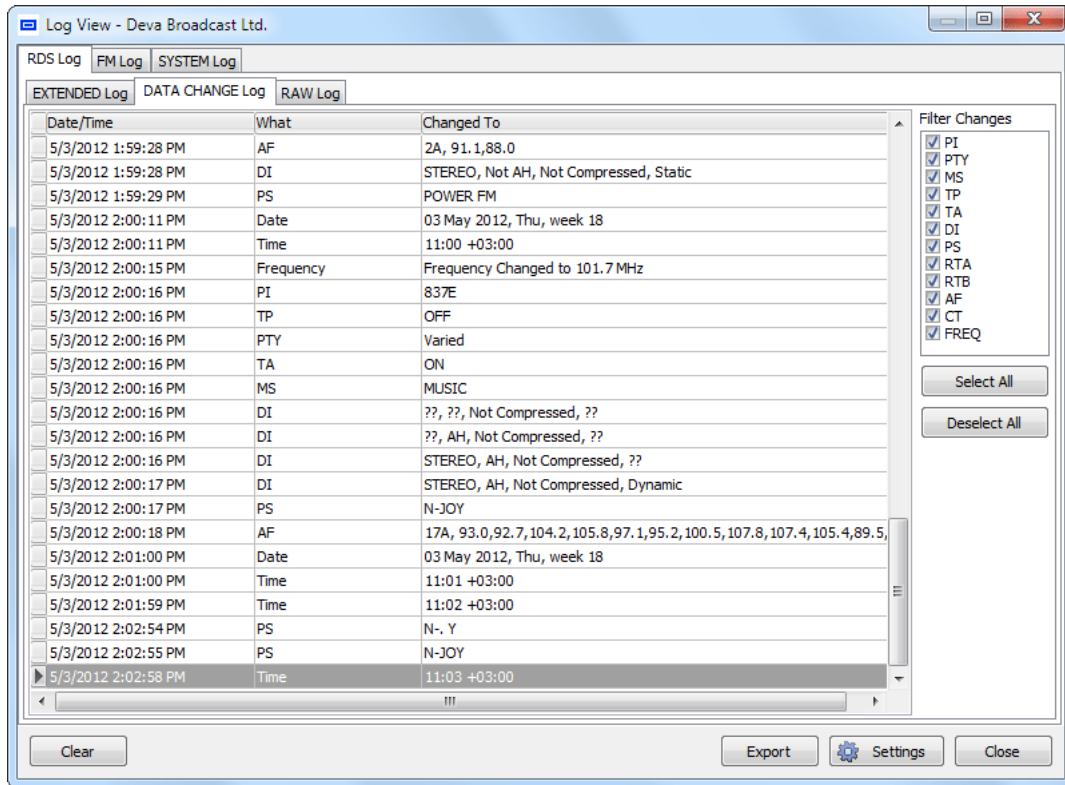 Log View - Deva Broadcast Ltd.
RDS Log FM Log SYSTEM Log
EXTENDED Log DATA CHANGE Log RAW Log
Date/Time What Changed To
5/3/2012 1:59:28 PM AF 2A, 91.1,88.0
5/3/2012 1:59:28 PM DI STEREO, Not AH, Not Compressed, Static
5/3/2012 1:59:29 PM PS POWER FM
5/3/2012 2:00:11 PM Date 03 May 2012, Thu, week 18
5/3/2012 2:00:11 PM Time 11:00 +03:00
5/3/2012 2:00:15 PM Frequency Frequency Changed to 101.7 MHz
5/3/2012 2:00:16 PM PI 837E
5/3/2012 2:00:16 PM TP OFF
5/3/2012 2:00:16 PM PTY Varied
5/3/2012 2:00:16 PM TA ON
5/3/2012 2:00:16 PM MS MUSIC
5/3/2012 2:00:16 PM DI ??, ??, Not Compressed, ??
5/3/2012 2:00:16 PM DI ??, AH, Not Compressed, ??
5/3/2012 2:00:16 PM DI STEREO, AH, Not Compressed, ??
5/3/2012 2:00:17 PM DI STEREO, AH, Not Compressed, Dynamic
5/3/2012 2:00:17 PM PS N-JOY
5/3/2012 2:00:18 PM AF 17A, 93.0,92.7,104.2,105.8,97.1,95.2,100.5,107.8,107.4,105.4,89.5,
5/3/2012 2:01:00 PM Date 03 May 2012, Thu, week 18
5/3/2012 2:01:00 PM Time 11:01 +03:00
5/3/2012 2:01:59 PM Time 11:02 +03:00
5/3/2012 2:02:54 PM PS N-. Y
5/3/2012 2:02:55 PM PS N-JOY
5/3/2012 2:02:58 PM Time 11:03 +03:00
Filter Changes
PI
PTY
MS
TP
TA
DI
PS
RTA
RTB
AF
CT
FREQ
Select All
Deselect All
Clear Export Settings Close